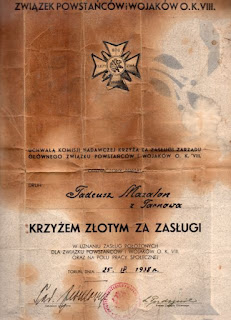 ZWIĄZEK POWSTAŃCÓW i WOJAKÓW O.K.VIII.
UCHWAŁĄ KOMISJI NADAWCZEJ KRZYŻA ZA ZASŁUGI ZARZĄDU
GŁÓWNEGO ZWIĄZKU POWSTAŃCÓW I WOJAKÓW O.K. VIII.
DRUH
Tadeusz Mazalon
z Tarnowa
KRZYŻEM ZŁOTYM ZA ZASŁUGI
W UZNANIU ZASŁUG POŁOŻONYCH
DLA ZWIĄZKU POWSTAŃCÓW I WOJAKÓW O.K. VIII
ORAZ NA POLU PRACY SPOŁECZNEJ
TORUŃ, DNIA 25. IV 1938 r.